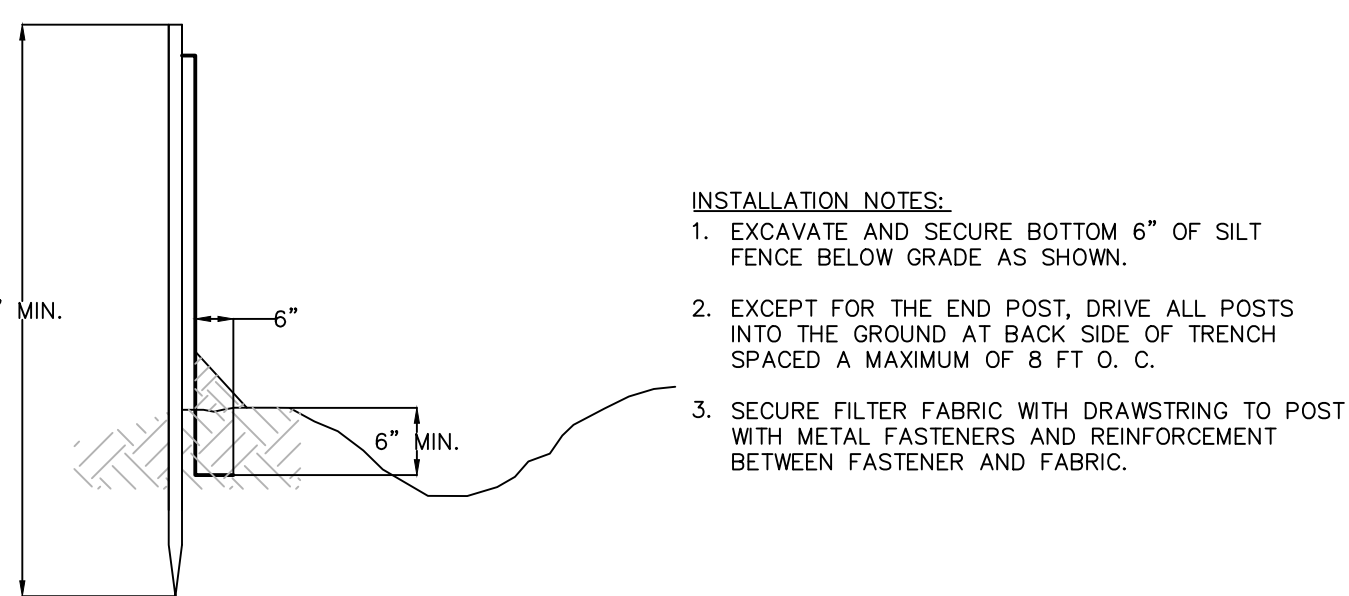 ” MIN.
6”
6” MIN.
INSTALLATION NOTES:
1. EXCAVATE AND SECURE BOTTOM 6” OF SILT
FENCE BELOW GRADE AS SHOWN.
2. EXCEPT FOR THE END POST, DRIVE ALL POSTS
INTO THE GROUND AT BACK SIDE OF TRENCH
SPACED A MAXIMUM OF 8 FT O. C.
3. SECURE FILTER FABRIC WITH DRAWSTRING TO POST
WITH METAL FASTENERS AND REINFORCEMENT
BETWEEN FASTENER AND FABRIC.